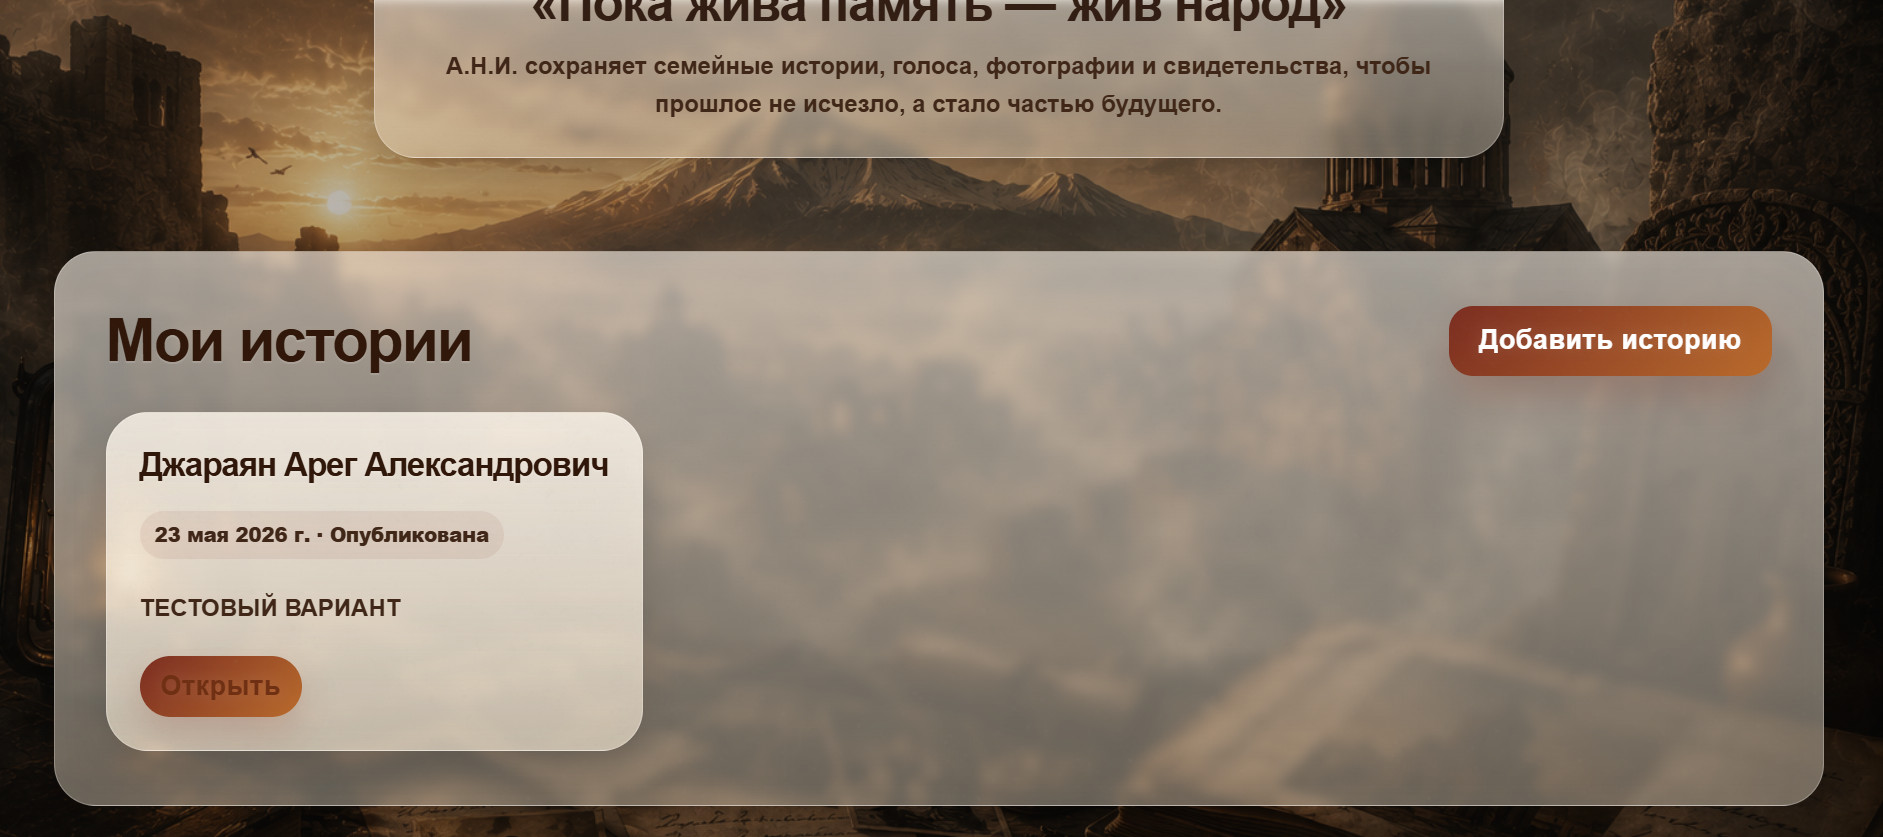 «Пока жива память — жив народ»
А.Н.И. сохраняет семейные истории, голоса, фотографии и свидетельства, чтобы
прошлое не исчезло, а стало частью будущего.
Мои истории
Добавить историю
Джараян Арег Александрович
23 мая 2026 г. · Опубликована
ТЕСТОВЫЙ ВАРИАНТ
Открыть